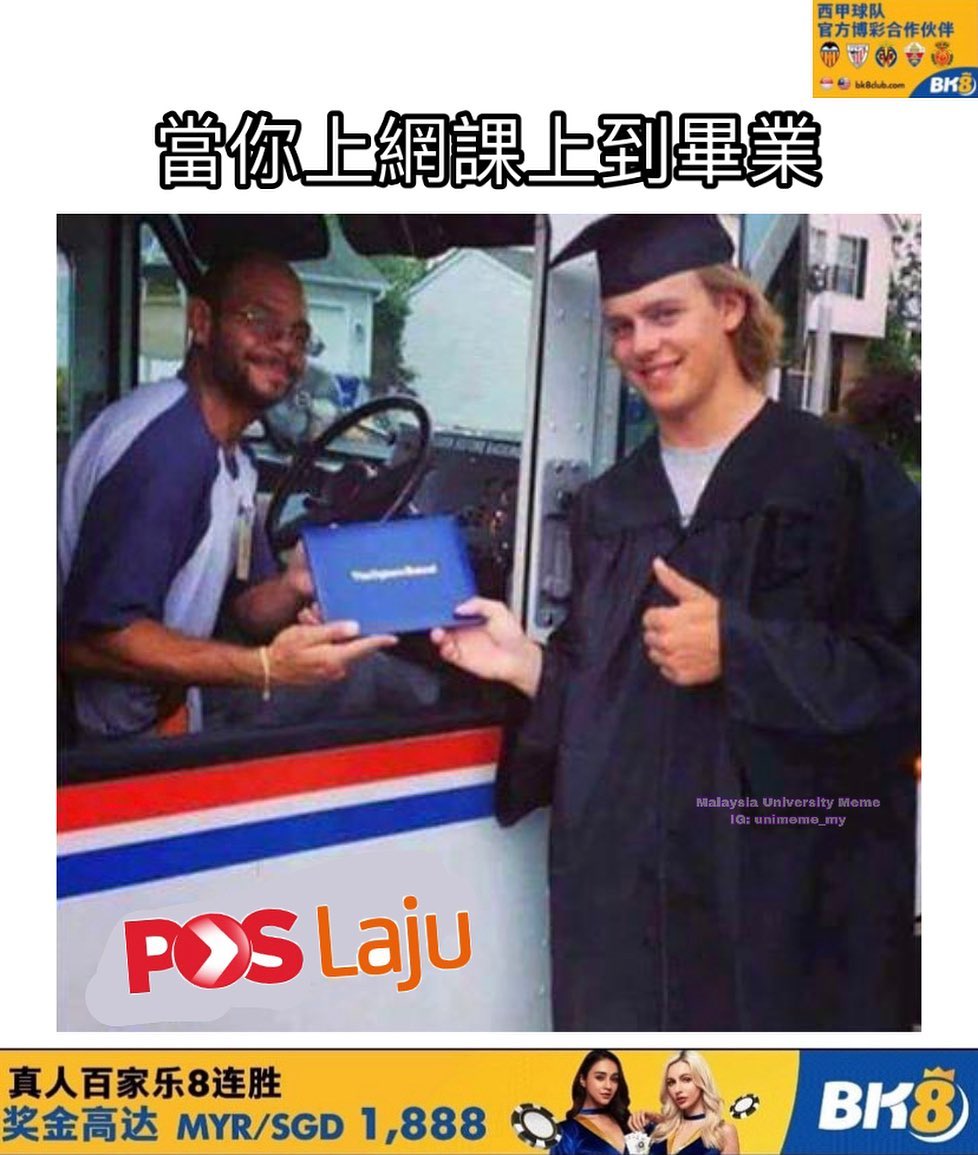 西甲球队
官方博彩合作伙伴
bk8club.com
BK8
當你上網課上到畢業
Malaysia University Meme
IG: unimeme_my
POS Laju
真人百家乐8连胜
奖金高达 MYR/SGD 1,888
BK8